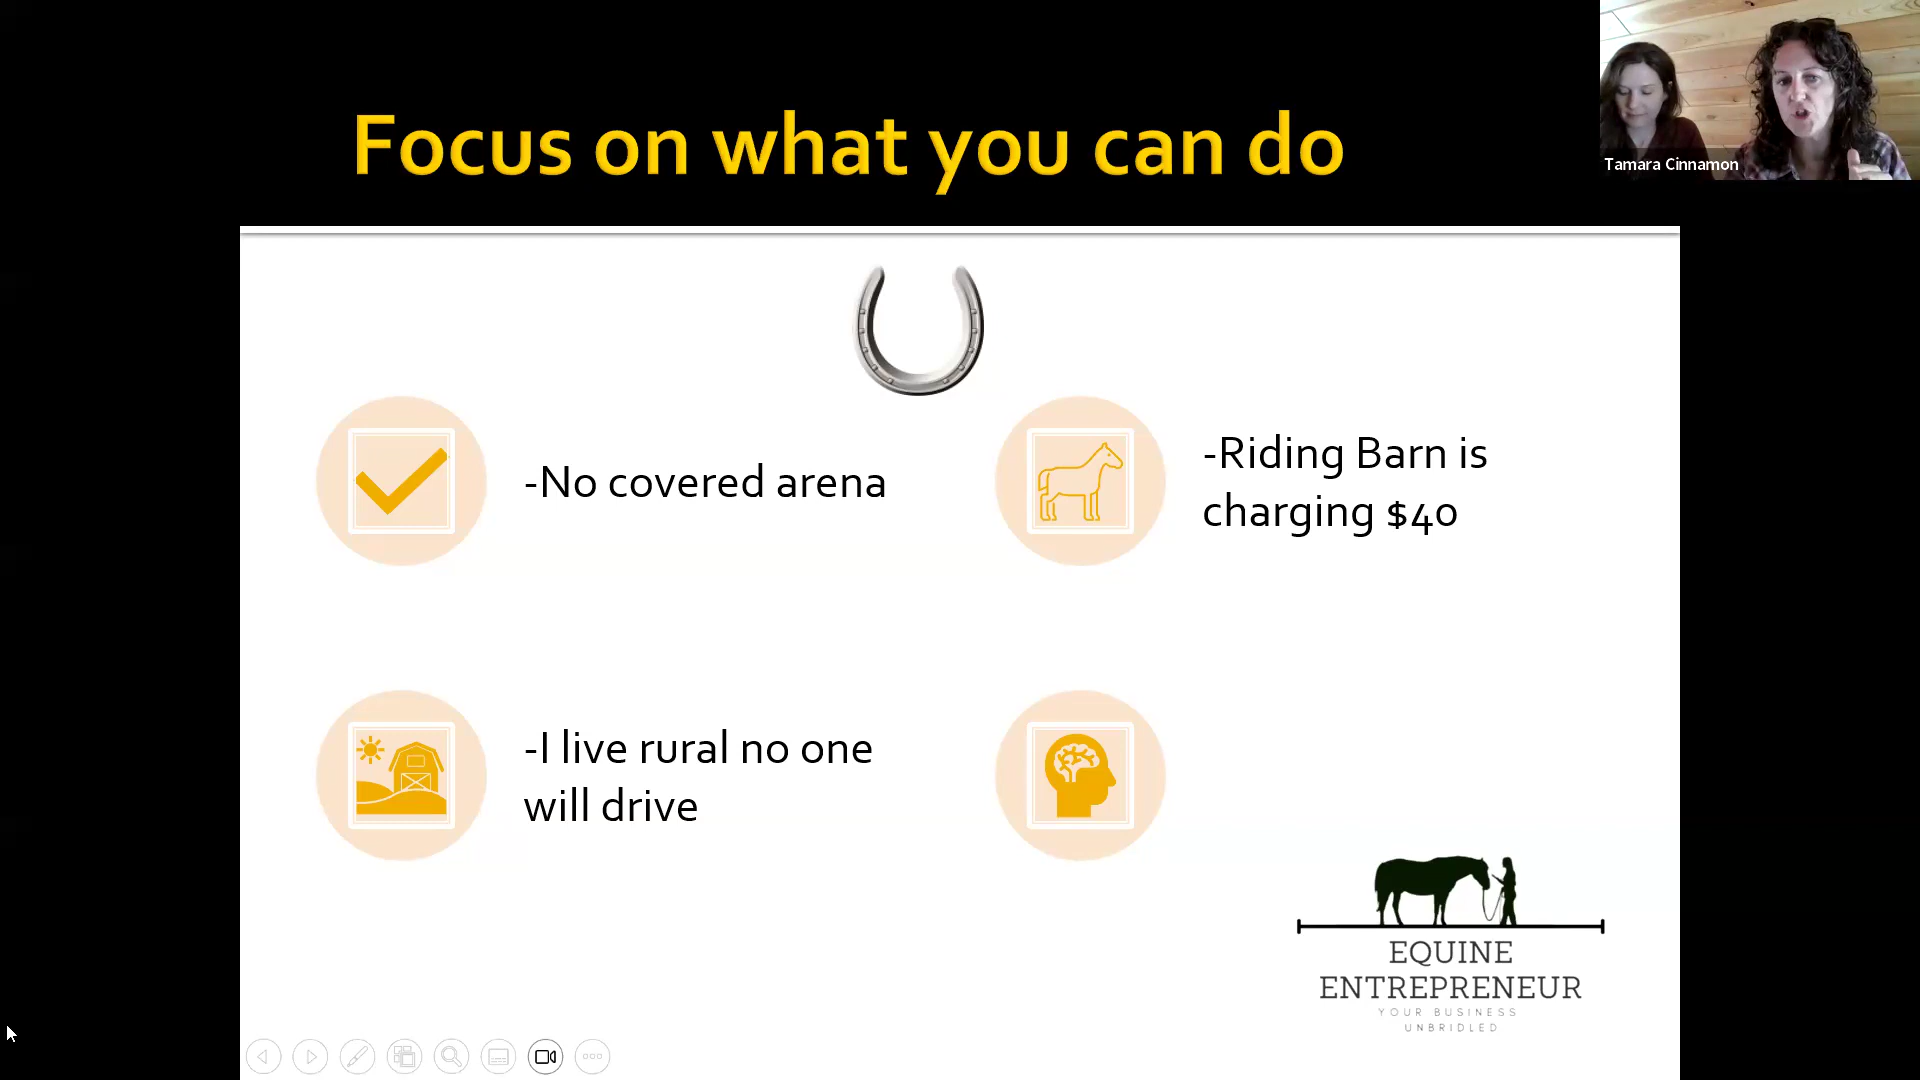 Focus on what you can do
Tamara Cinnamon
-No covered arena
-Riding Barn is
charging $40
-I live rural no one
will drive
EQUINE
ENTREPRENEUR
YOUR BUSINESS
UNBRIDLED